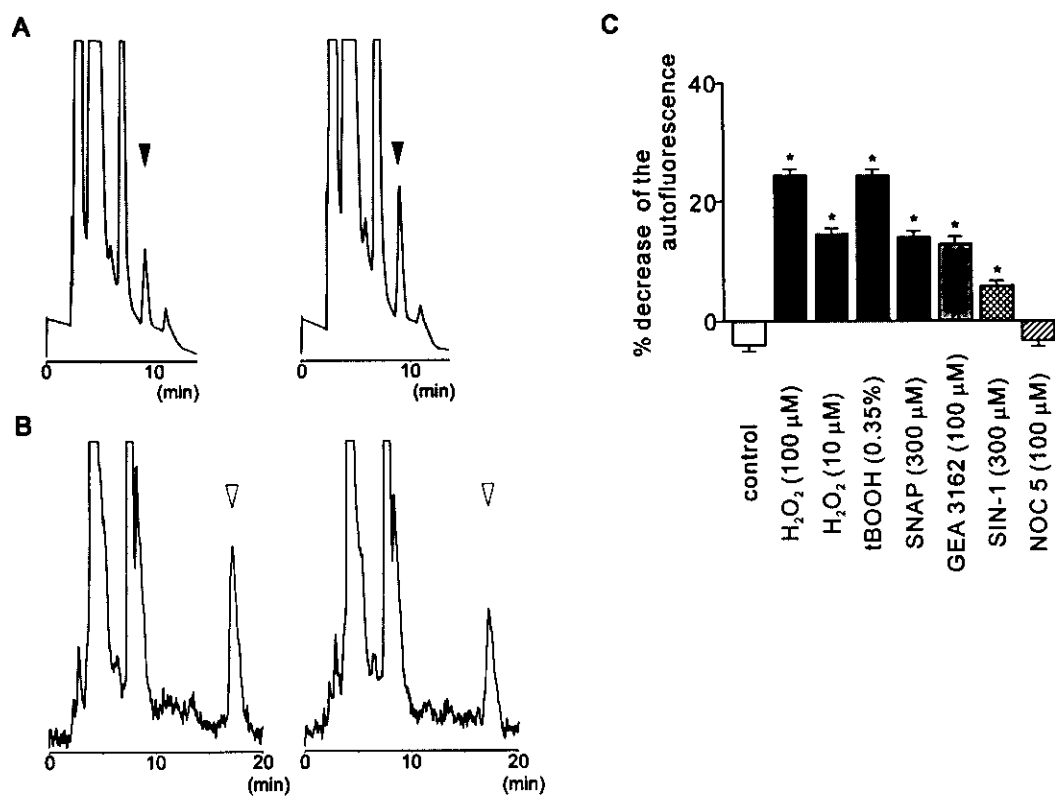 A
10
(min)
10
(min)
B
0
10
20
(min)
0
10
20
(min)
C
% decrease of the
autofluorescence
40
20
0
control
H₂O₂ (100 µM)
H₂O₂ (10 µM)
tBOOH (0.35%)
SNAP (300 µM)
GEA 3162 (100 µM)
SIN-1 (300 µM)
NOC 5 (100 µM)
* * * * * *